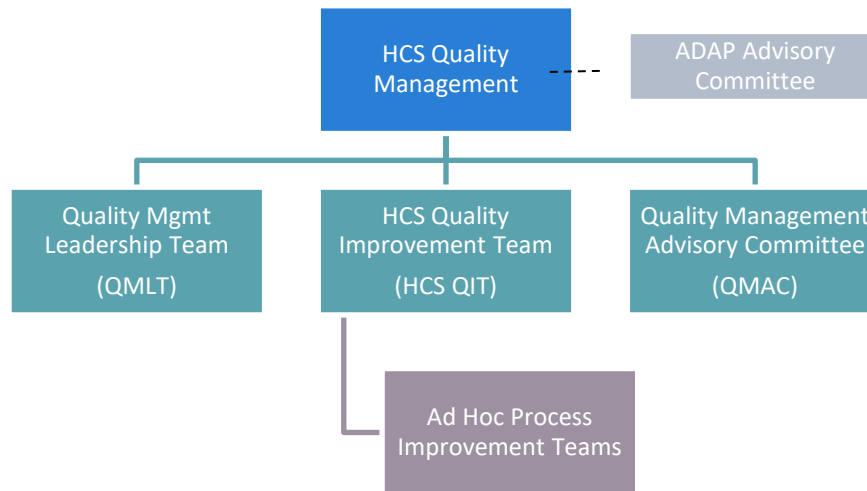 HCS Quality
Management
ADAP Advisory
Committee
Quality Mgmt
Leadership Team
(QMLT)
HCS Quality
Improvement Team
(HCS QIT)
Quality Management
Advisory Committee
(QMAC)
Ad Hoc Process
Improvement Teams